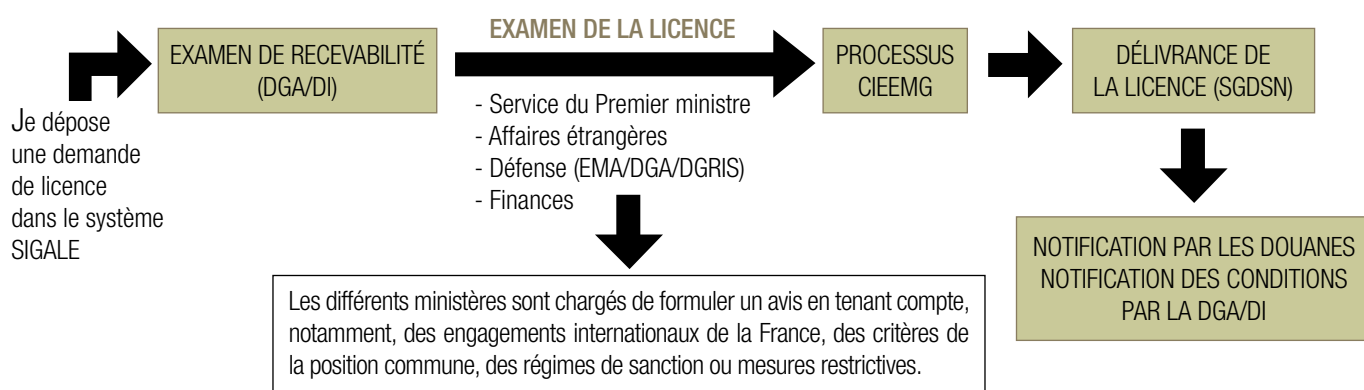 Je dépose
une demande
de licence
dans le système
SIGALE
EXAMEN DE RECEVABILITÉ
(DGA/DI)
EXAMEN DE LA LICENCE
- Service du Premier ministre
- Affaires étrangères
- Défense (EMA/DGA/DGRIS)
- Finances
Les différents ministères sont chargés de formuler un avis en tenant compte,
notamment, des engagements internationaux de la France, des critères de
la position commune, des régimes de sanction ou mesures restrictives.
PROCESSUS
CIEEMG
DÉLIVRANCE DE
LA LICENCE (SGDSN)
NOTIFICATION PAR LES DOUANES
NOTIFICATION DES CONDITIONS
PAR LA DGA/DI